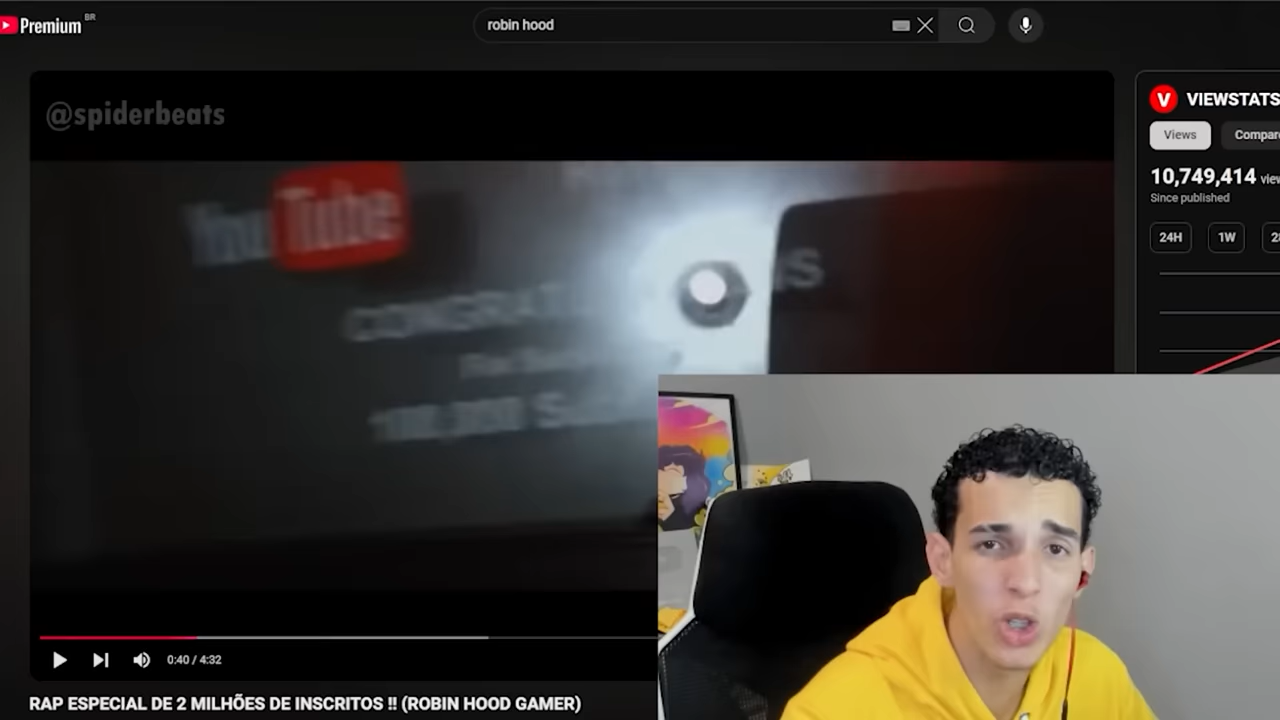 Premium BR
robin hood
@spiderbeats
VIEWSTATS
Views
10,749,414
Since published
24H
1W
YouTube
0:40 / 4:32
RAP ESPECIAL DE 2 MILHÕES DE INSCRITOS !! (ROBIN HOOD GAMER)